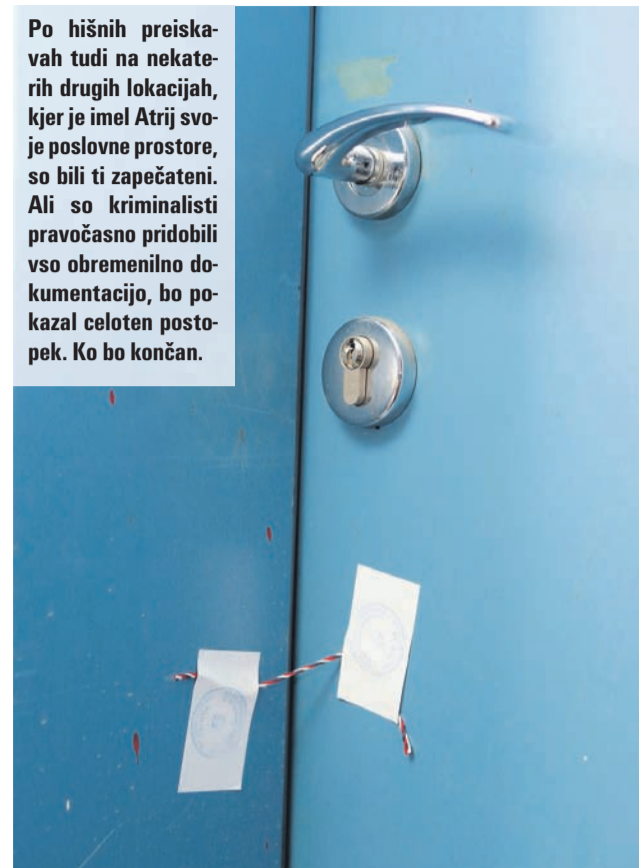 Po hišnih preiska-
vah tudi na nekate-
rih drugih lokacijah,
kjer je imel Atrij svo-
je poslovne prostore,
so bili ti zapečateni.
Ali so kriminalisti
pravočasno pridobili
vso obremenilno do-
kumentacijo, bo po-
kazal celoten posto-
pek. Ko bo končan.